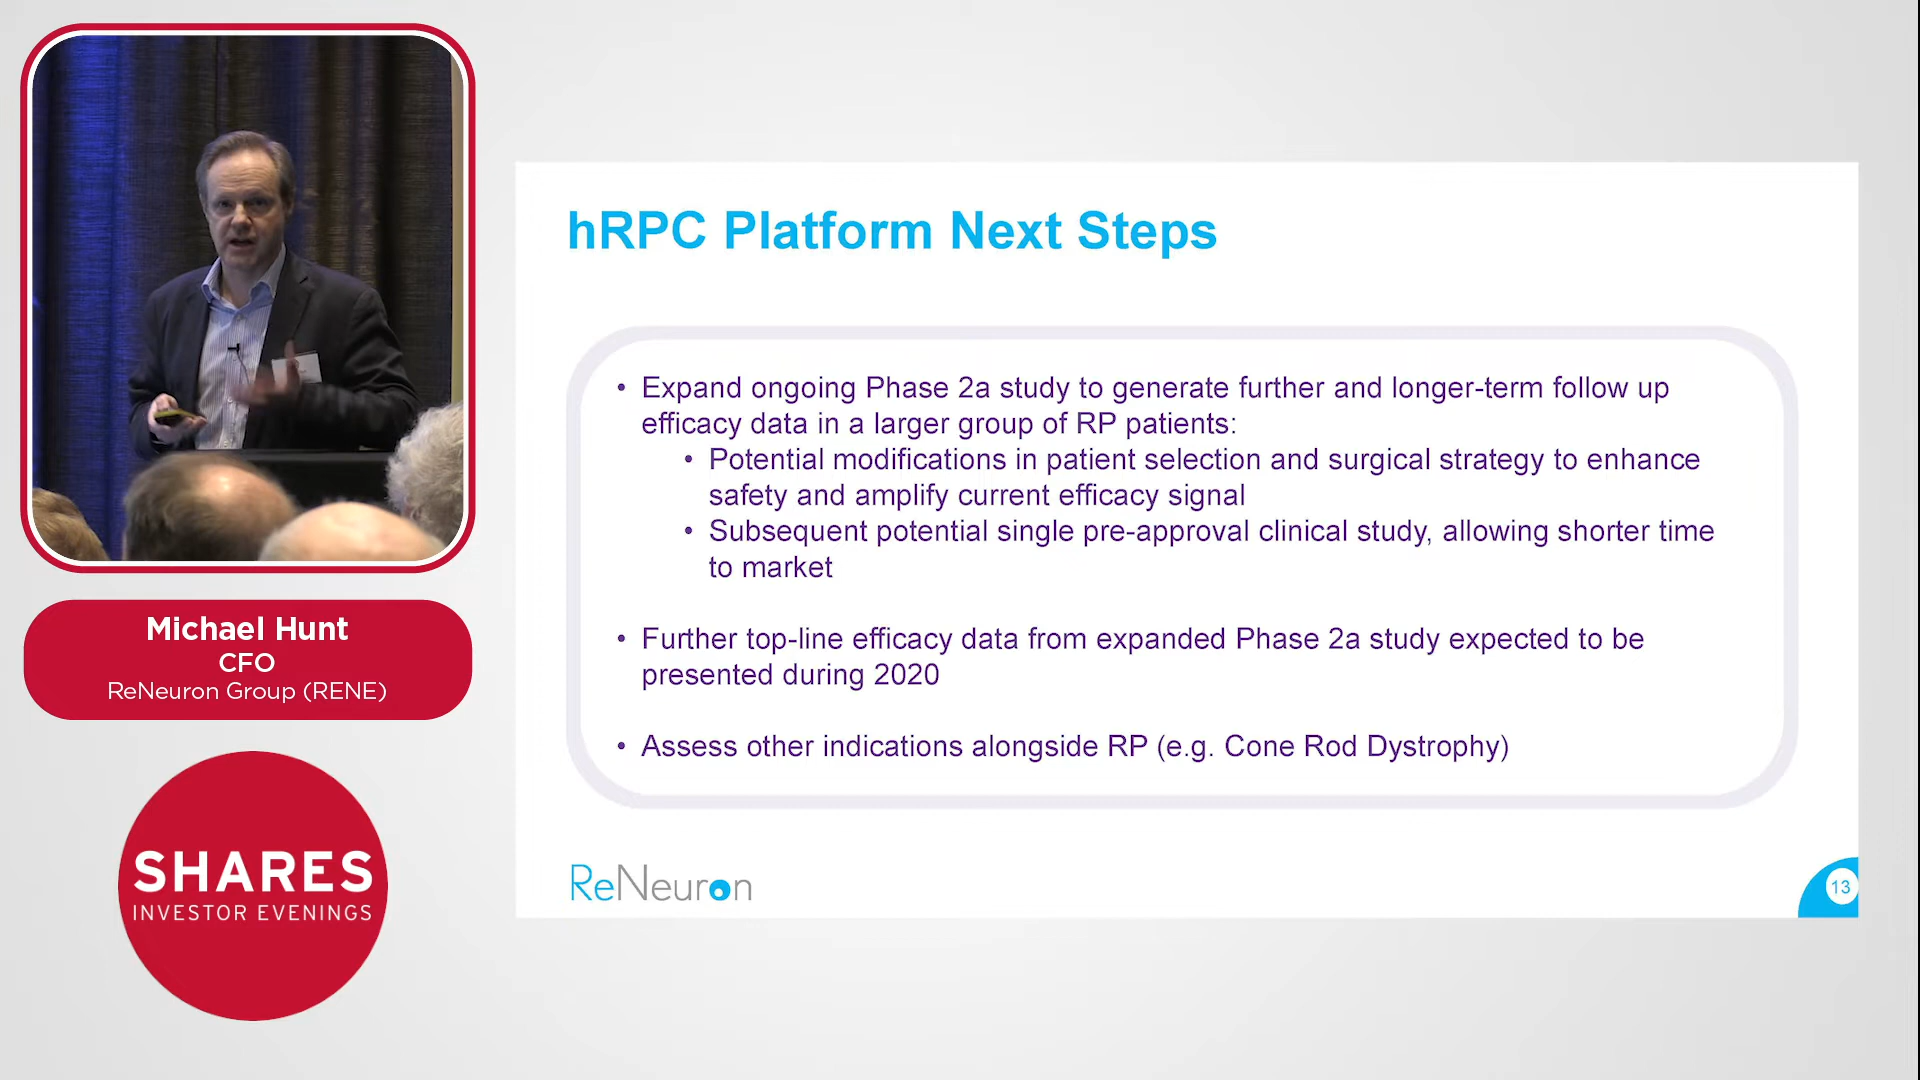 Michael Hunt
CFO
ReNeuron Group (RENE)
SHARES
INVESTOR EVENINGS
hRPC Platform Next Steps
• Expand ongoing Phase 2a study to generate further and longer-term follow up
efficacy data in a larger group of RP patients:
• Potential modifications in patient selection and surgical strategy to enhance
safety and amplify current efficacy signal
• Subsequent potential single pre-approval clinical study, allowing shorter time
to market
• Further top-line efficacy data from expanded Phase 2a study expected to be
presented during 2020
• Assess other indications alongside RP (e.g. Cone Rod Dystrophy)
ReNeuron
13